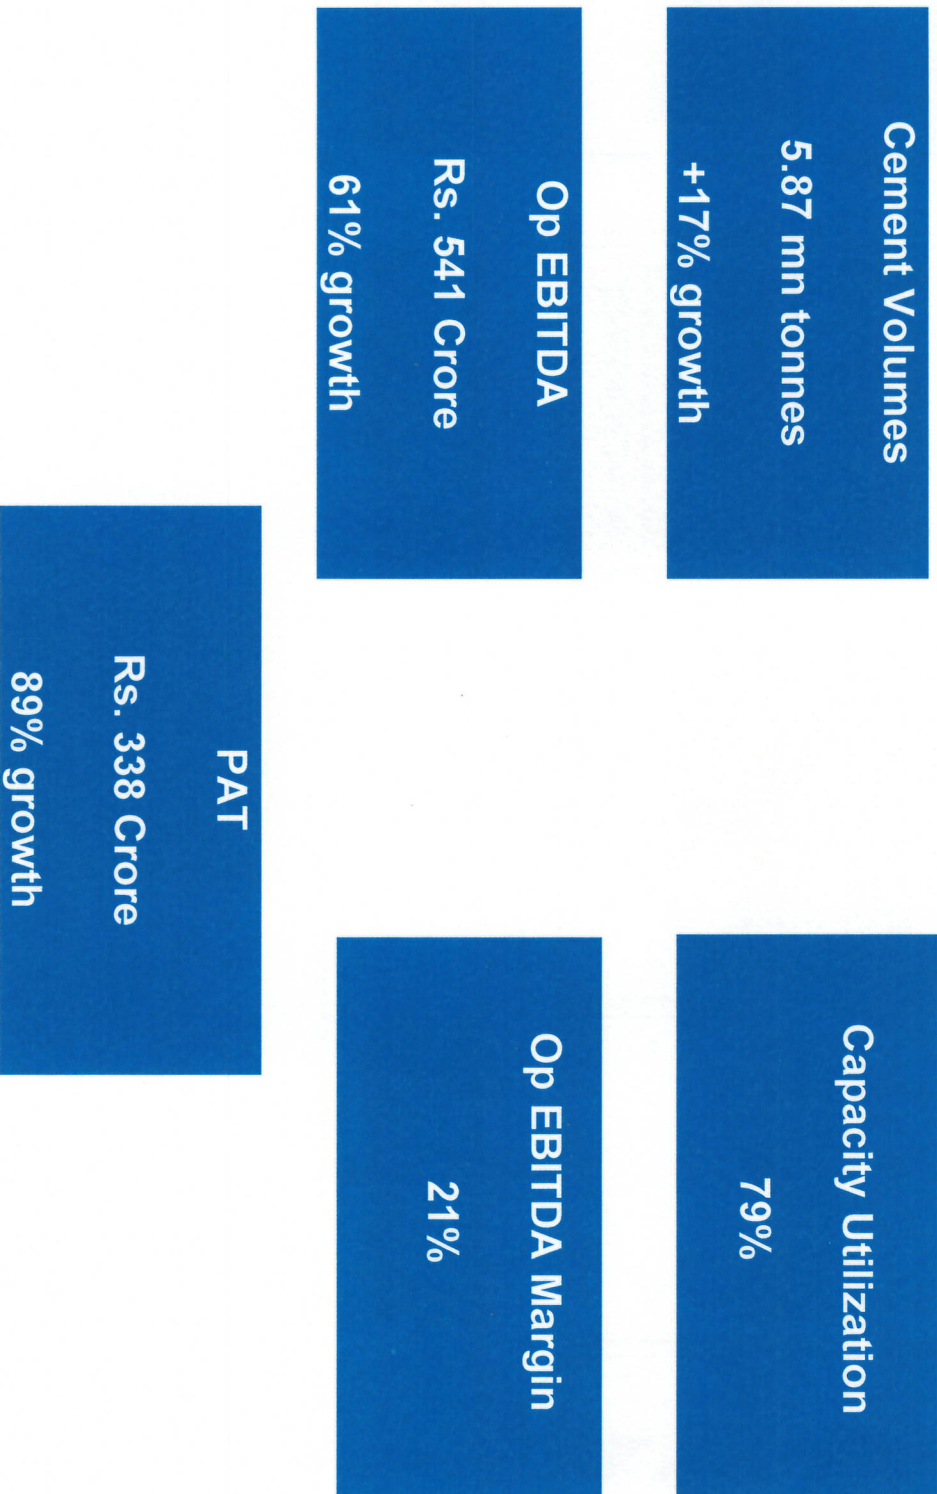 Cement Volumes
5.87 mn tonnes
+17% growth
Capacity Utilization
79%
Op EBITDA
Rs. 541 Crore
61% growth
Op EBITDA Margin
21%
PAT
Rs. 338 Crore
89% growth